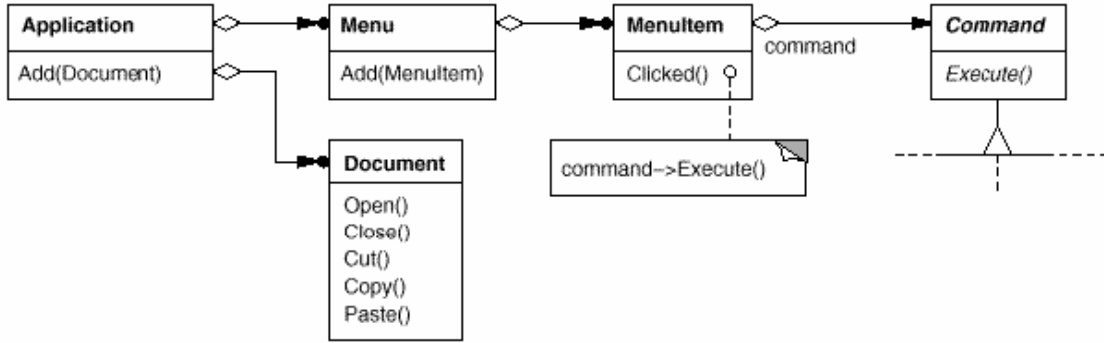 Application
Add(Document)
Menu
Add(MenuItem)
MenuItem
Clicked()
command
Command
Execute()
command->Execute()
Document
Open()
Close()
Cut()
Copy()
Paste()